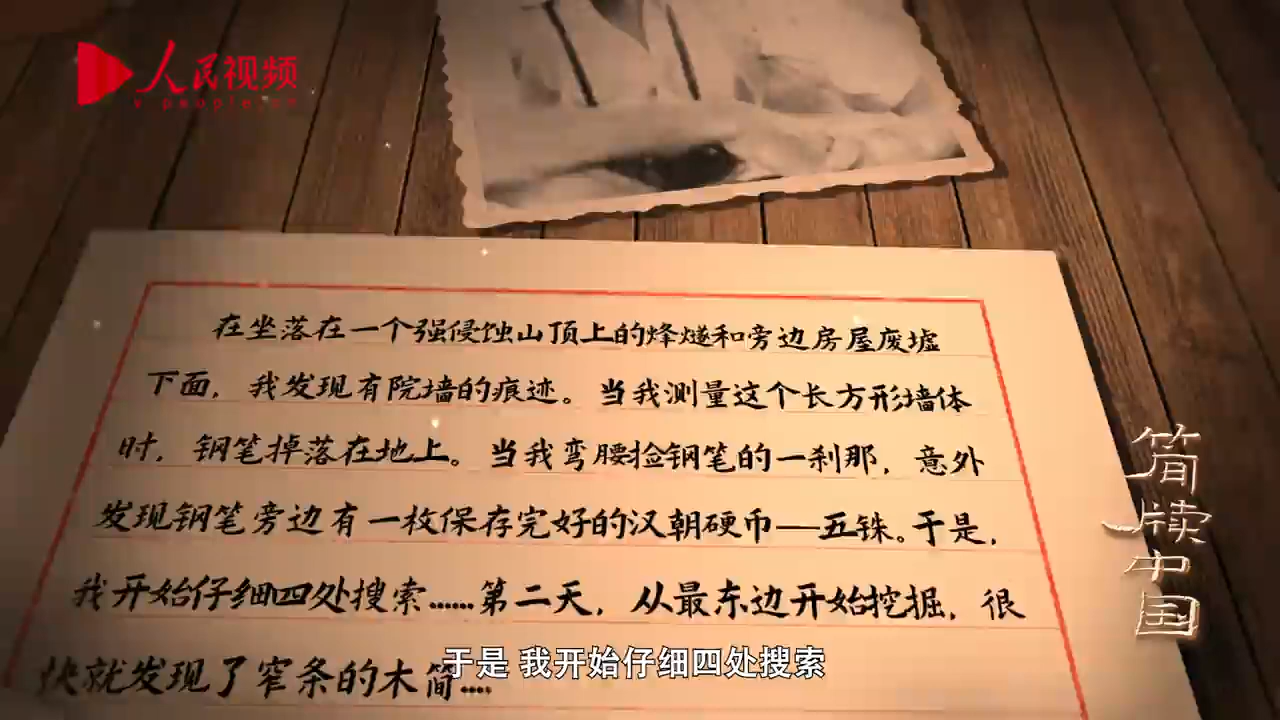 人民视频
v.people.cn
在坐落在一个强侵蚀山顶上的烽燧和旁边房屋废墟
下面，我发现有院墙的痕迹。当我测量这个长方形墙体
时，钢笔掉落在地上。当我弯腰捡钢笔的一刹那，意外
发现钢笔旁边有一枚保存完好的汉朝硬币——五铢。于是，
我开始仔细四处搜索……第二天，从最东边开始挖掘，很
快就发现了窄条的木简……
于是 我开始仔细四处搜索
简牍中国